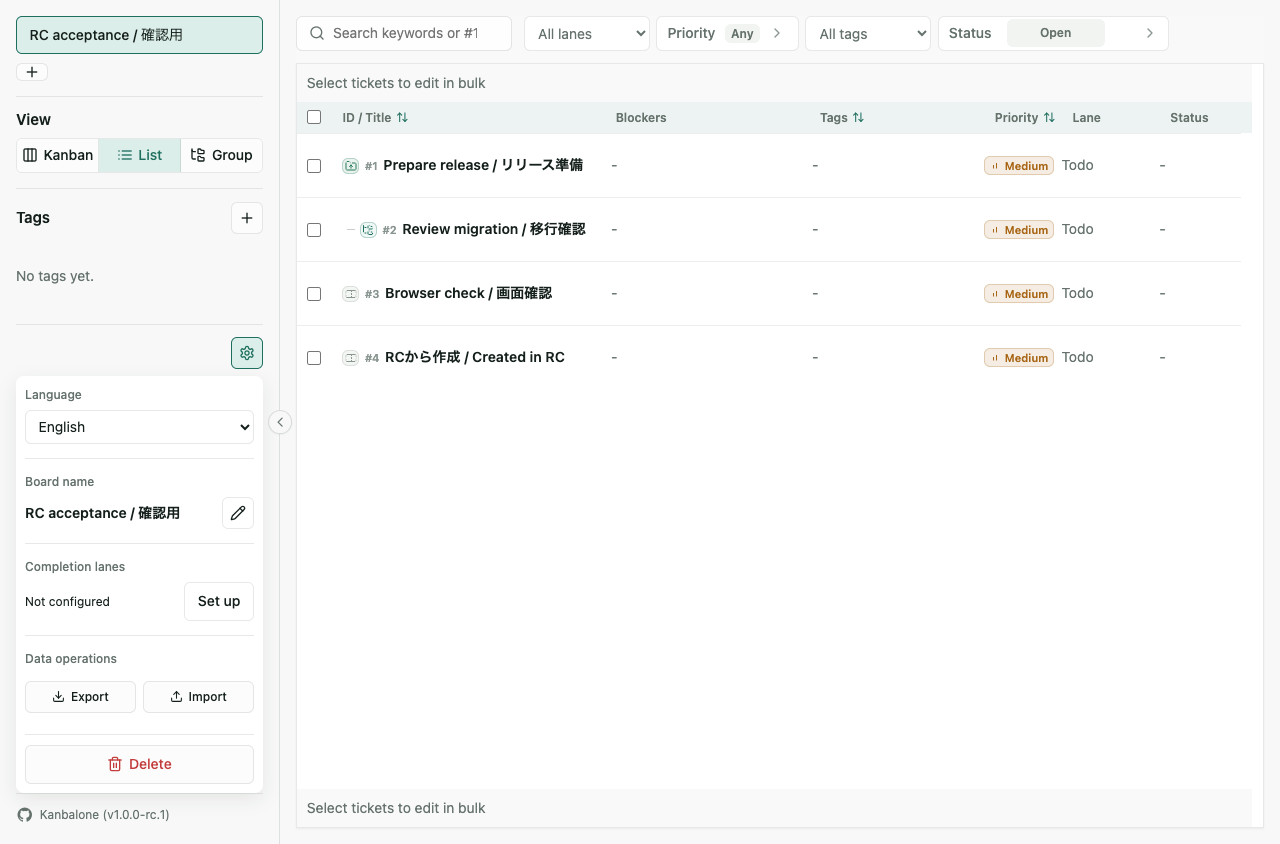 RC acceptance / 確認用
View
Kanban
List
Group
Tags
No tags yet.
Language
English
Board name
RC acceptance / 確認用
Completion lanes
Not configured
Set up
Data operations
Export
Import
Delete
Kanbalone (v1.0.0-rc.1)
Search keywords or #1
All lanes
Priority Any
All tags
Status Open
Select tickets to edit in bulk
ID / Title Blockers Tags Priority Lane Status
#1 Prepare release / リリース準備 - - Medium Todo -
#2 Review migration / 移行確認 - - Medium Todo -
#3 Browser check / 画面確認 - - Medium Todo -
#4 RCから作成 / Created in RC - - Medium Todo -
Select tickets to edit in bulk